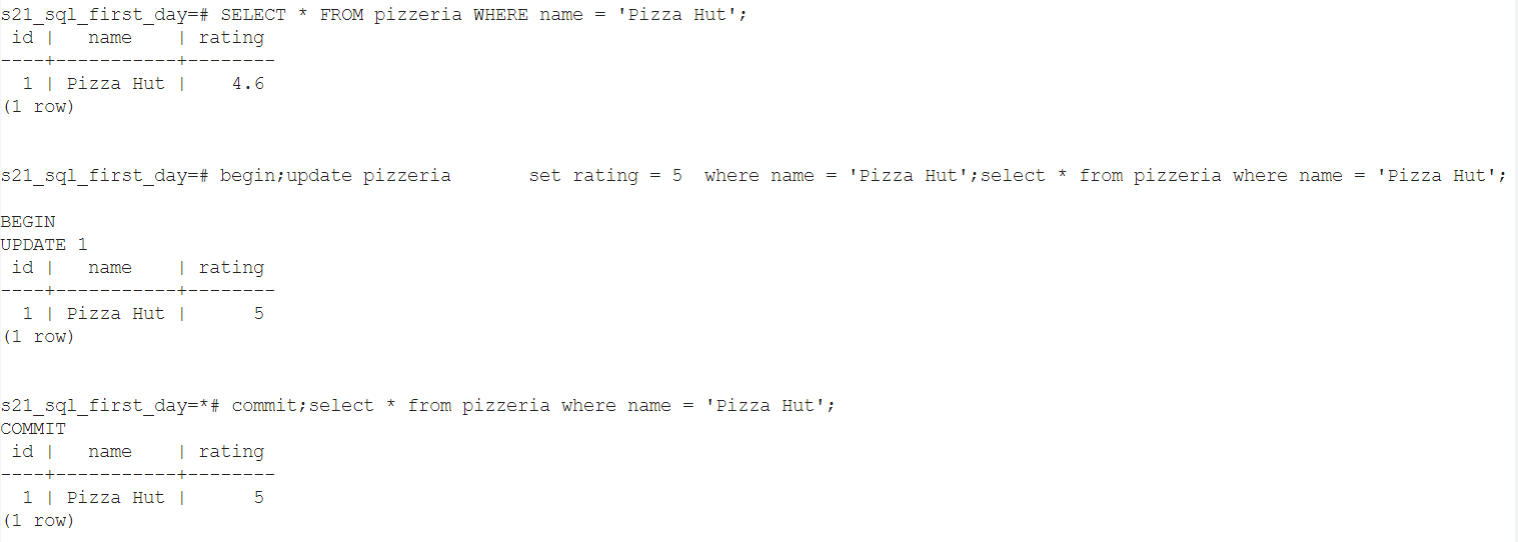 s21_sql_first_day=# SELECT * FROM pizzeria WHERE name = 'Pizza Hut';
 id |   name    | rating
----+-----------+--------
  1 | Pizza Hut |    4.6
(1 row)
s21_sql_first_day=# begin;update pizzeria       set rating = 5  where name = 'Pizza Hut';select * from pizzeria where name = 'Pizza Hut';
BEGIN
UPDATE 1
 id |   name    | rating
----+-----------+--------
  1 | Pizza Hut |      5
(1 row)
s21_sql_first_day=*# commit;select * from pizzeria where name = 'Pizza Hut';
COMMIT
 id |   name    | rating
----+-----------+--------
  1 | Pizza Hut |      5
(1 row)